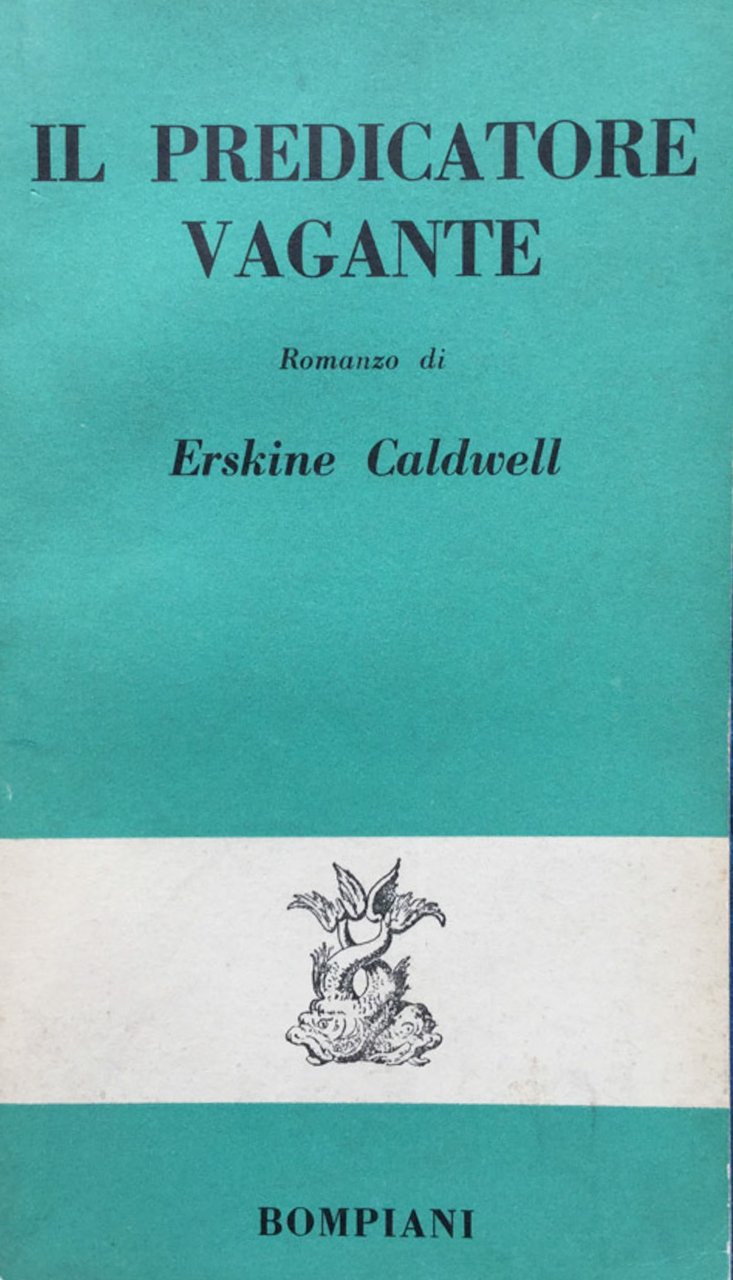 IL PREDICATORE
VAGANTE
Romanzo di
Erskine Caldwell
BOMPIANI